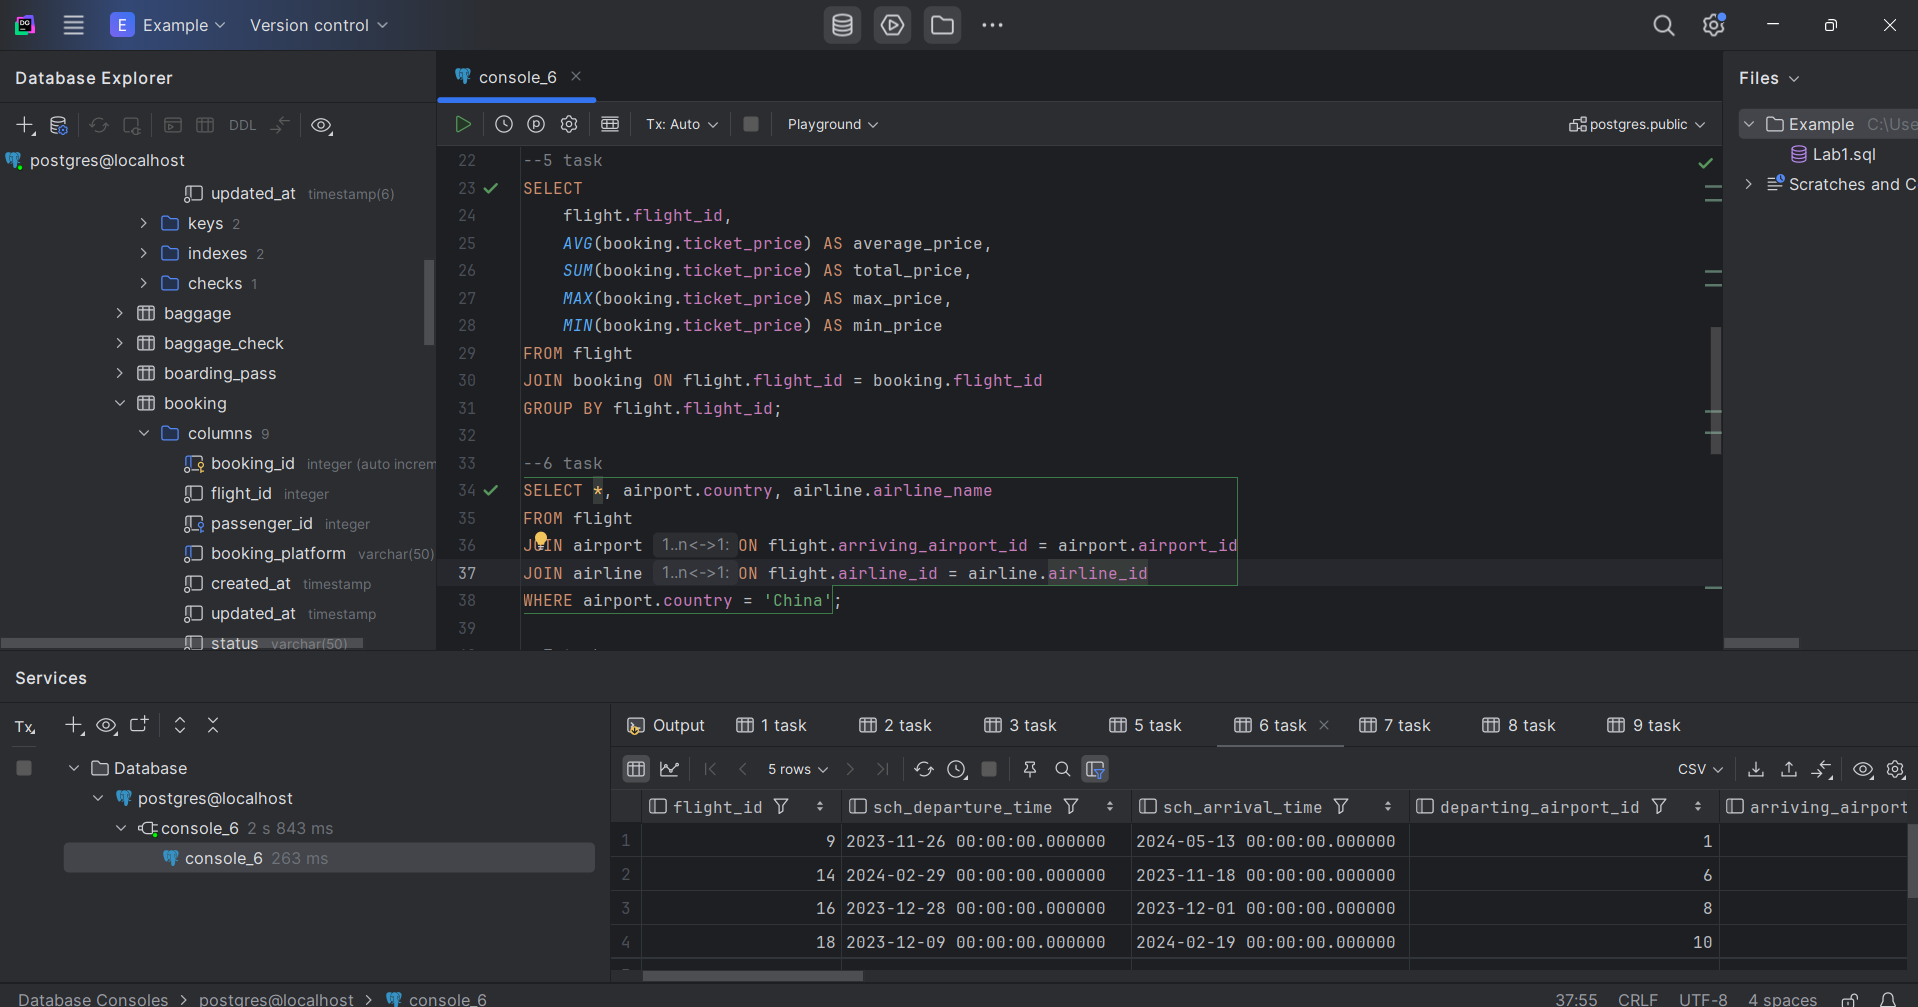 E Example Version control
Database Explorer
console_6
Files
DDL
Tx: Auto Playground postgres.public
Example C:\Use
Lab1.sql
Scratches and C
postgres@localhost
updated_at timestamp(6)
keys 2
indexes 2
checks 1
baggage
baggage_check
boarding_pass
booking
columns 9
booking_id integer (auto increm
flight_id integer
passenger_id integer
booking_platform varchar(50)
created_at timestamp
updated_at timestamp
status varchar(50)
22 --5 task
23 SELECT
24 flight.flight_id,
25 AVG(booking.ticket_price) AS average_price,
26 SUM(booking.ticket_price) AS total_price,
27 MAX(booking.ticket_price) AS max_price,
28 MIN(booking.ticket_price) AS min_price
29 FROM flight
30 JOIN booking ON flight.flight_id = booking.flight_id
31 GROUP BY flight.flight_id;
32
33 --6 task
34 SELECT *, airport.country, airline.airline_name
35 FROM flight
36 JOIN airport 1..n<->1: ON flight.arriving_airport_id = airport.airport_id
37 JOIN airline 1..n<->1: ON flight.airline_id = airline.airline_id
38 WHERE airport.country = 'China';
39
Services
Tx
Database
postgres@localhost
console_6 2 s 843 ms
console_6 263 ms
Output 1 task 2 task 3 task 5 task 6 task 7 task 8 task 9 task
5 rows CSV
flight_id sch_departure_time sch_arrival_time departing_airport_id arriving_airport
1 9 2023-11-26 00:00:00.000000 2024-05-13 00:00:00.000000 1
2 14 2024-02-29 00:00:00.000000 2023-11-18 00:00:00.000000 6
3 16 2023-12-28 00:00:00.000000 2023-12-01 00:00:00.000000 8
4 18 2023-12-09 00:00:00.000000 2024-02-19 00:00:00.000000 10
Database Consoles > postgres@localhost > console_6 37:55 CRLF UTF-8 4 spaces